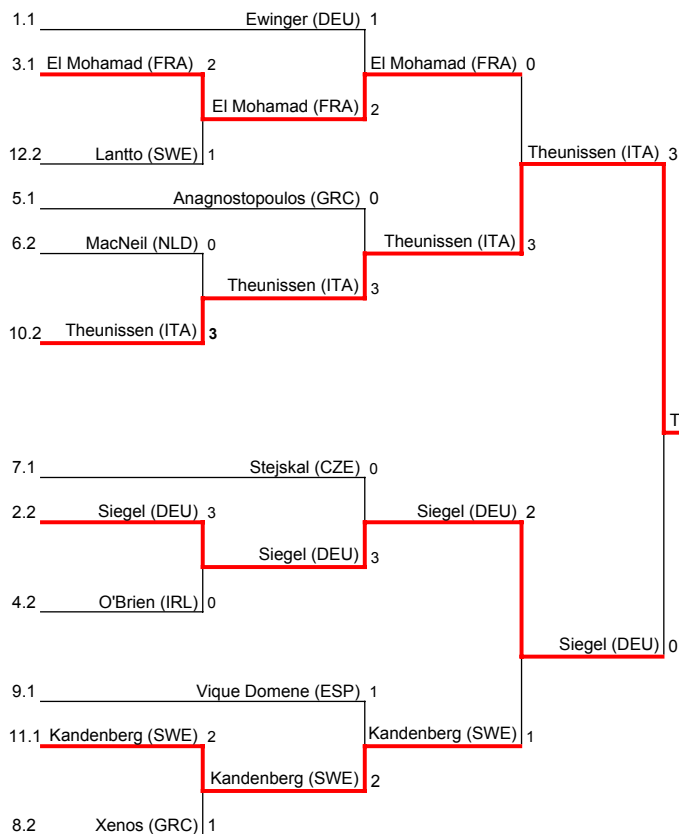 1.1 Ewinger (DEU) 1
3.1 El Mohamad (FRA) 2 El Mohamad (FRA) 0
El Mohamad (FRA) 2
12.2 Lantto (SWE) 1 Theunissen (ITA) 3
5.1 Anagnostopoulos (GRC) 0
6.2 MacNeil (NLD) 0 Theunissen (ITA) 3
Theunissen (ITA) 3
10.2 Theunissen (ITA) 3
T
7.1 Stejskal (CZE) 0
2.2 Siegel (DEU) 3 Siegel (DEU) 2
Siegel (DEU) 3
4.2 O'Brien (IRL) 0
Siegel (DEU) 0
9.1 Vique Domene (ESP) 1
11.1 Kandenberg (SWE) 2 Kandenberg (SWE) 1
Kandenberg (SWE) 2
8.2 Xenos (GRC) 1